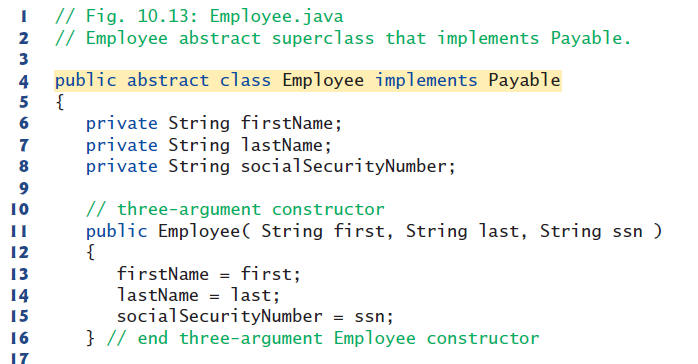 1 // Fig. 10.13: Employee.java
2 // Employee abstract superclass that implements Payable.
3
4 public abstract class Employee implements Payable
5 {
6 private String firstName;
7 private String lastName;
8 private String socialSecurityNumber;
9
10 // three-argument constructor
11 public Employee( String first, String last, String ssn )
12 {
13 firstName = first;
14 lastName = last;
15 socialSecurityNumber = ssn;
16 } // end three-argument Employee constructor
17